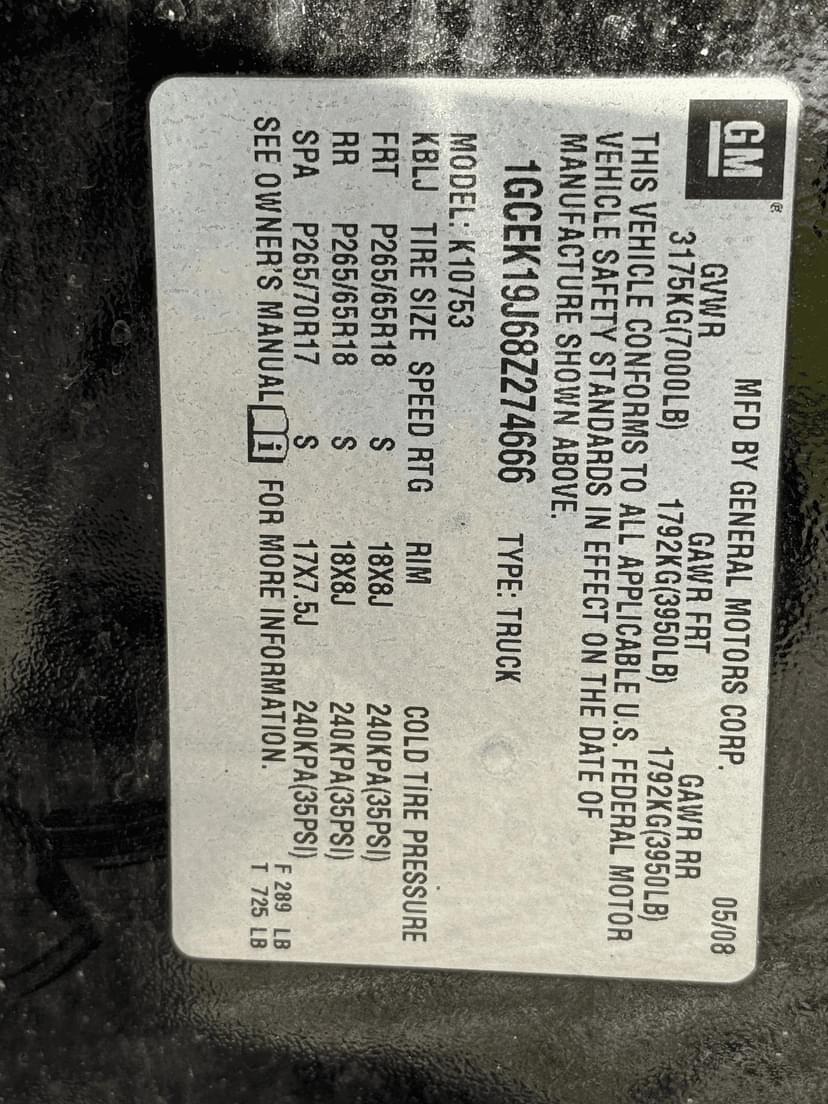 GM ®
MFD BY GENERAL MOTORS CORP. 05/08
GVWR GAWR FRT GAWR RR
3175KG(7000LB) 1792KG(3950LB) 1792KG(3950LB)
THIS VEHICLE CONFORMS TO ALL APPLICABLE U.S. FEDERAL MOTOR
VEHICLE SAFETY STANDARDS IN EFFECT ON THE DATE OF
MANUFACTURE SHOWN ABOVE.
1GCEK19J68Z274666 TYPE: TRUCK
MODEL: K10753
KBLJ TIRE SIZE SPEED RTG RIM COLD TIRE PRESSURE
FRT P265/65R18 S 18X8J 240KPA(35PSI)
RR P265/65R18 S 18X8J 240KPA(35PSI)
SPA P265/70R17 S 17X7.5J 240KPA(35PSI)
SEE OWNER'S MANUAL i FOR MORE INFORMATION.
F 289 LB
T 725 LB